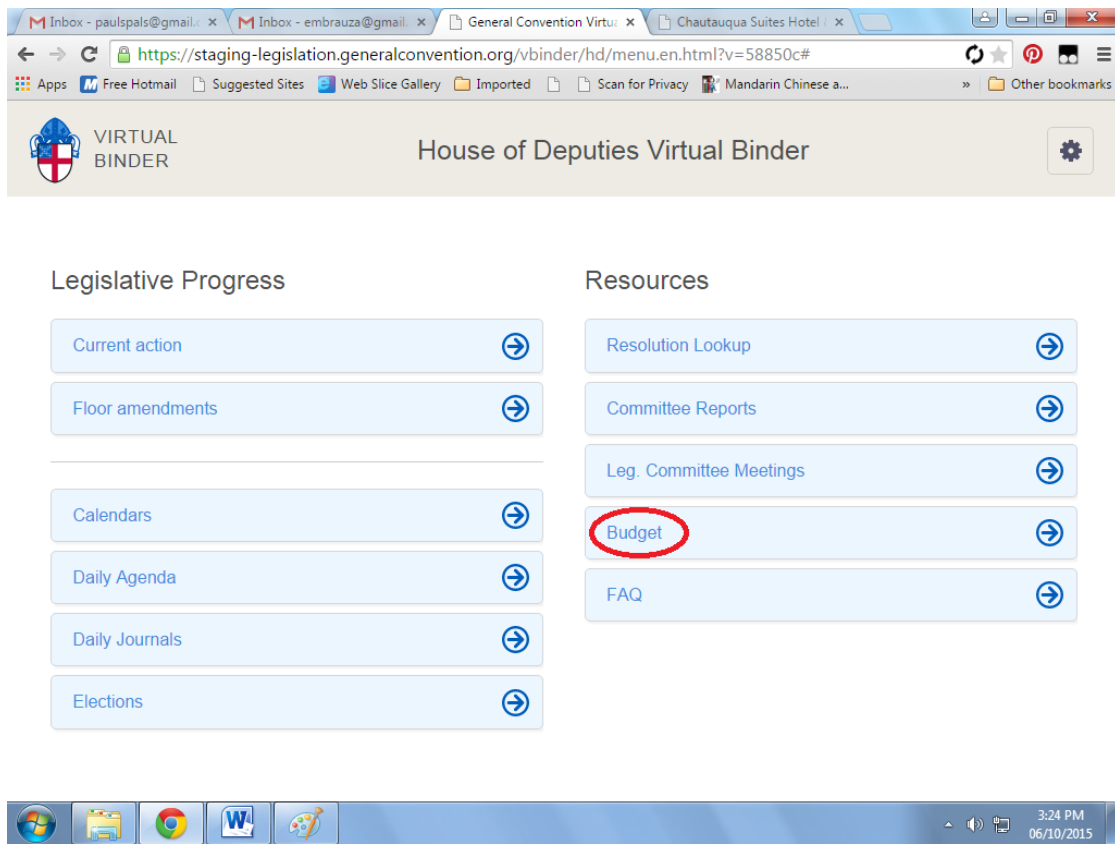 Inbox - paulspals@gmail.c
Inbox - embrauza@gmail.
General Convention Virtua
Chautauqua Suites Hotel &
https://staging-legislation.generalconvention.org/vbinder/hd/menu.en.html?v=58850c#
Apps
Free Hotmail
Suggested Sites
Web Slice Gallery
Imported
Scan for Privacy
Mandarin Chinese a...
»
Other bookmarks
VIRTUAL
BINDER
House of Deputies Virtual Binder
Legislative Progress
Current action
Floor amendments
Calendars
Daily Agenda
Daily Journals
Elections
Resources
Resolution Lookup
Committee Reports
Leg. Committee Meetings
Budget
FAQ
3:24 PM
06/10/2015